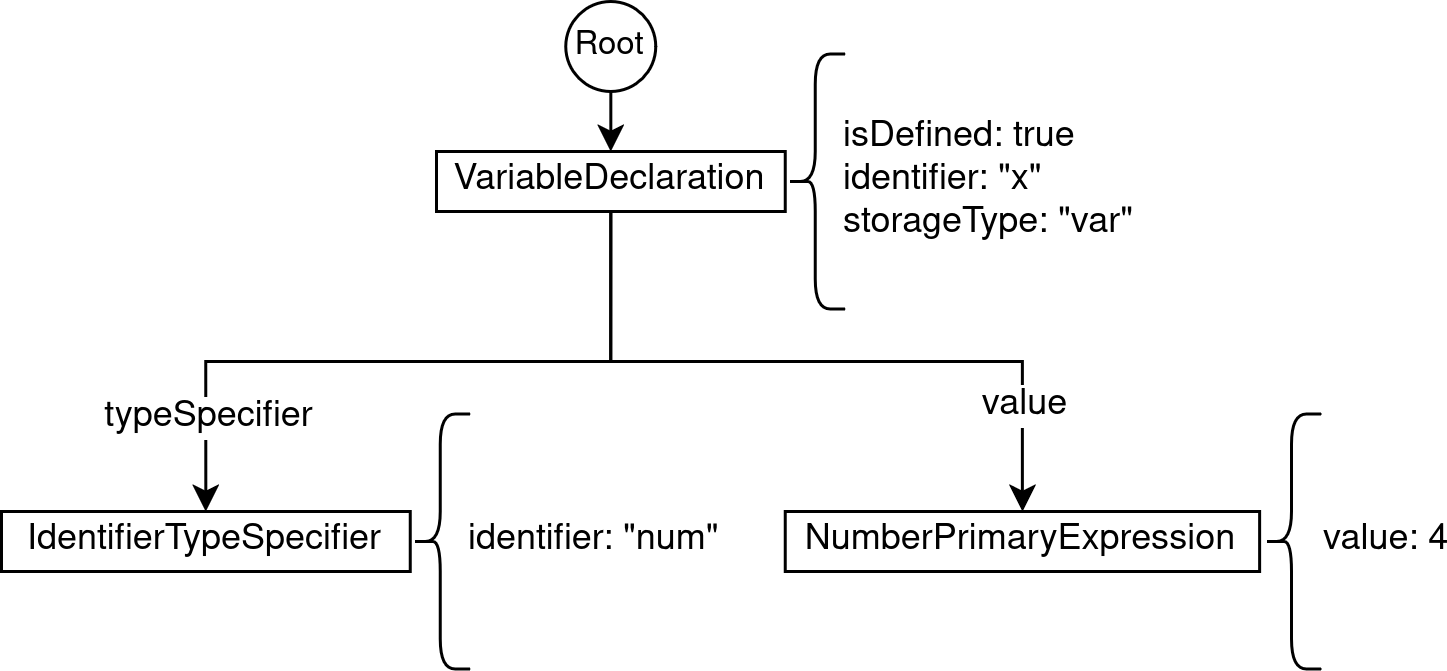 Root
VariableDeclaration
isDefined: true
identifier: "x"
storageType: "var"
typeSpecifier
value
IdentifierTypeSpecifier
identifier: "num"
NumberPrimaryExpression
value: 4